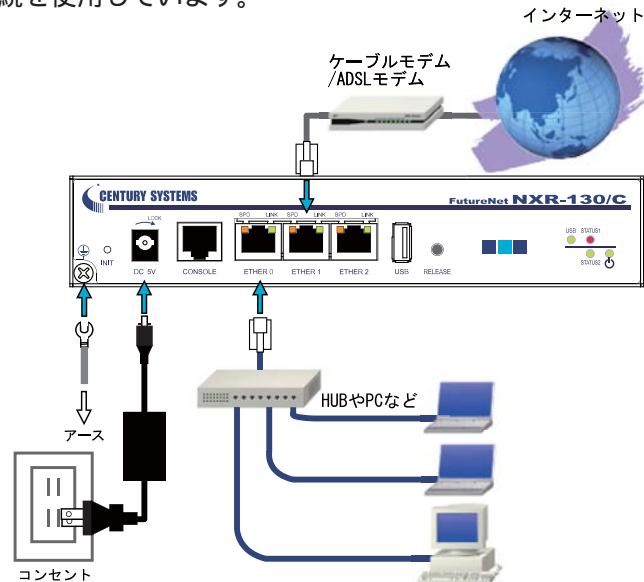 続を使用しています。
インターネット
ケーブルモデム
/ADSLモデム
CENTURY SYSTEMS
FutureNet NXR-130/C
LOCK
SPD LINK SPD LINK SPD LINK
USB STATUS1
INIT
DC 5V
CONSOLE
ETHER 0
ETHER 1
ETHER 2
USB
RELEASE
STATUS2
HUBやPCなど
アース
コンセント